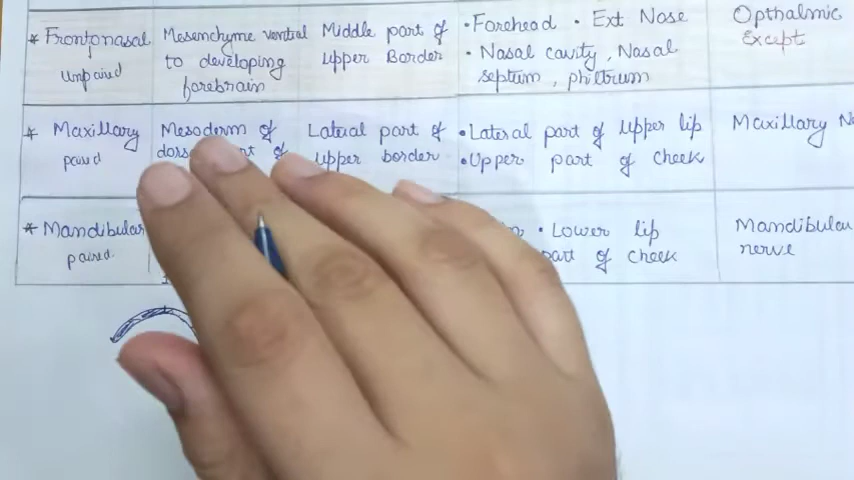 * Frontonasal
unpaired
Mesenchyme ventral
to developing
forebrain
Middle part of
Upper Border
• Forehead • Ext Nose
• Nasal cavity, Nasal
septum, philtrum
Opthalmic
Except
* Maxillary
paired
Mesoderm of
Lateral part of
upper border
• Lateral part of Upper lip
• Upper part of cheek
Maxillary N
* Mandibular
paired
• Lower lip
part of cheek
Mandibular
nerve